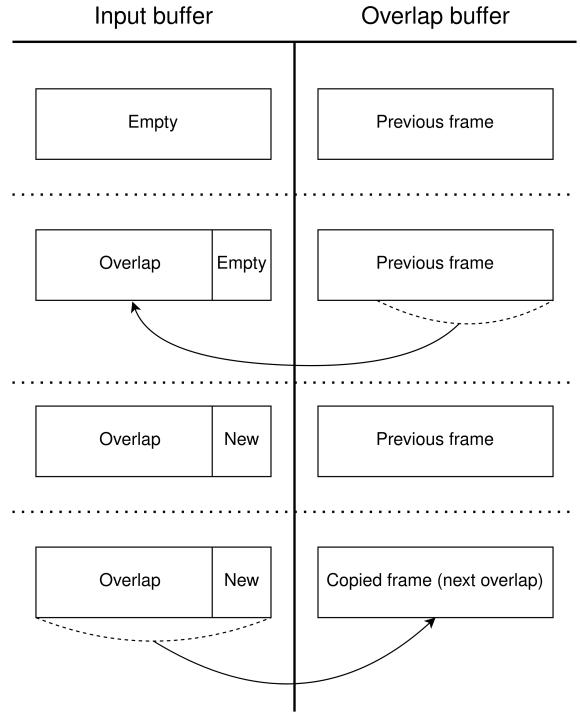 Input buffer
Overlap buffer
Empty
Previous frame
Overlap
Empty
Previous frame
Overlap
New
Previous frame
Overlap
New
Copied frame (next overlap)